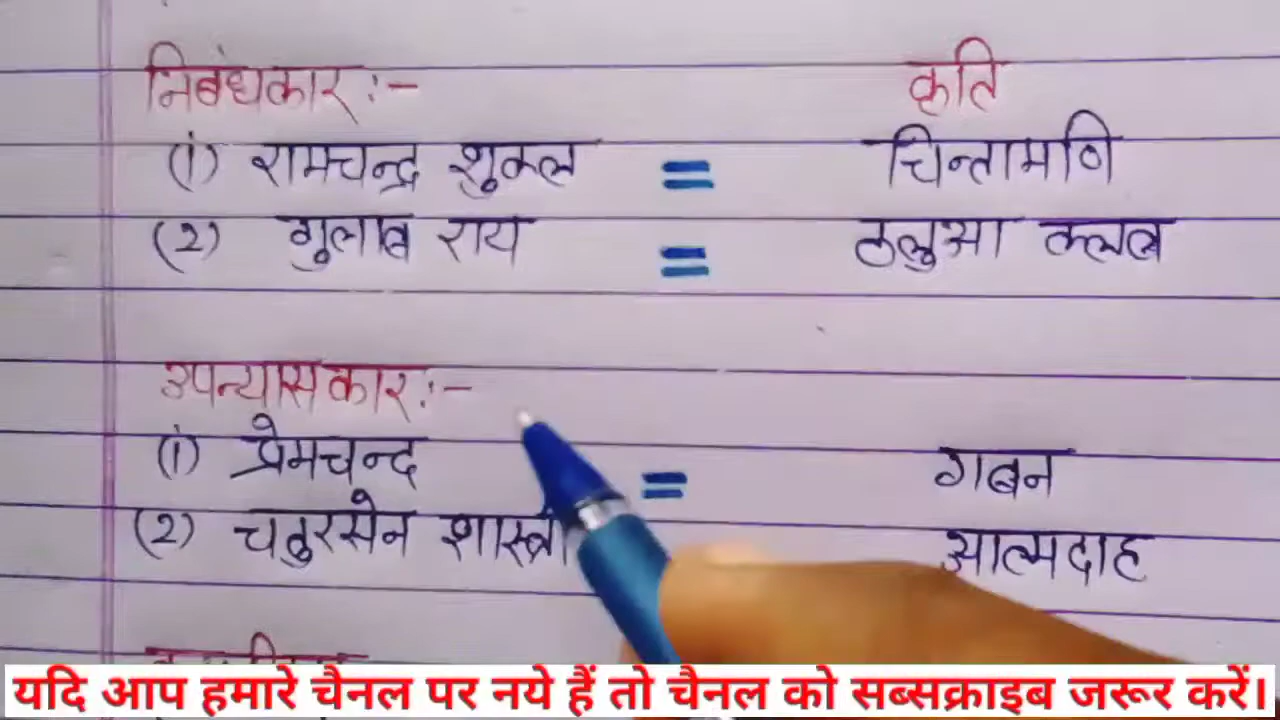 निबंधकार :- कृति
(1) रामचन्द्र शुक्ल = चिन्तामणि
(2) गुलाब राय = ठलुआ क्लब
उपन्यासकार :-
(1) प्रेमचन्द = गबन
(2) चतुरसेन शास्त्री आत्मदाह
यदि आप हमारे चैनल पर नये हैं तो चैनल को सब्सक्राइब जरूर करें।